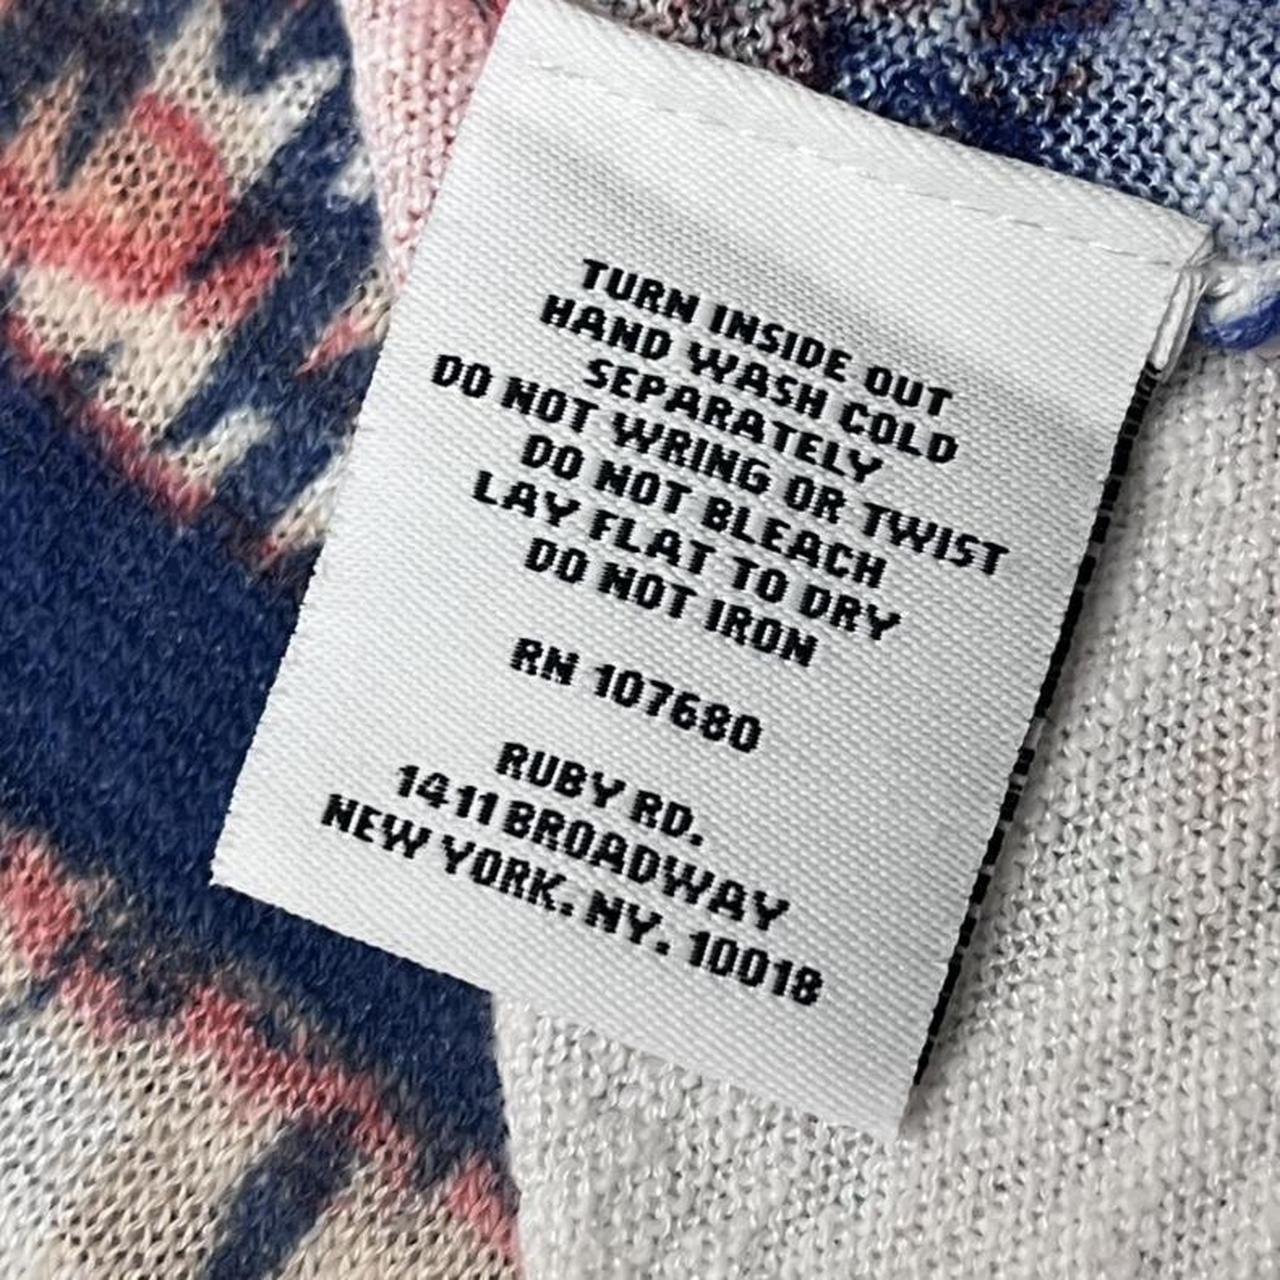 TURN INSIDE OUT
HAND WASH COLD
SEPARATELY
DO NOT WRING OR TWIST
DO NOT BLEACH
LAY FLAT TO DRY
DO NOT IRON
RN 107680
RUBY RD.
1411 BROADWAY
NEW YORK. NY. 10018